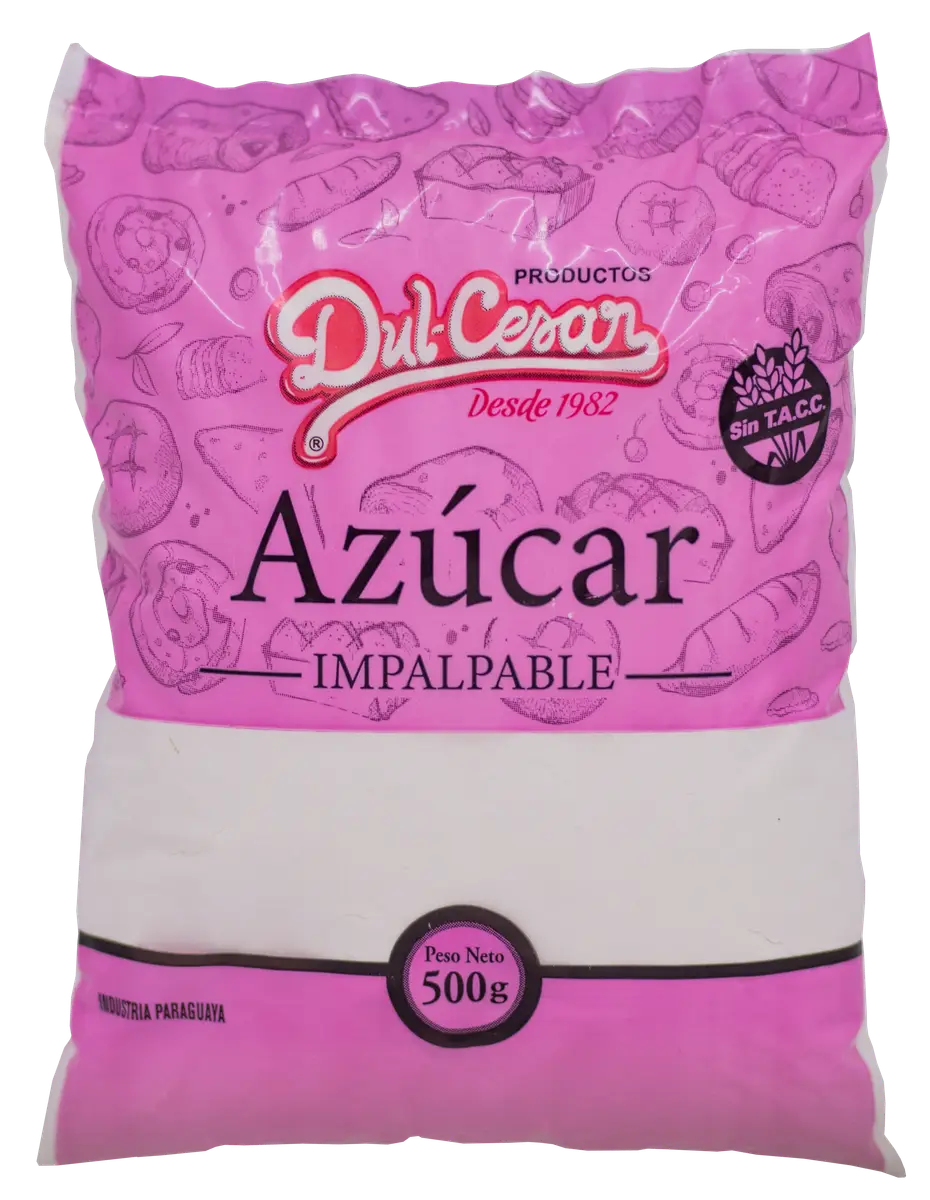 PRODUCTOS
Dul-Cesar
Desde 1982
®
Sin T.A.C.C.
Azúcar
IMPALPABLE
Peso Neto
500g
INDUSTRIA PARAGUAYA